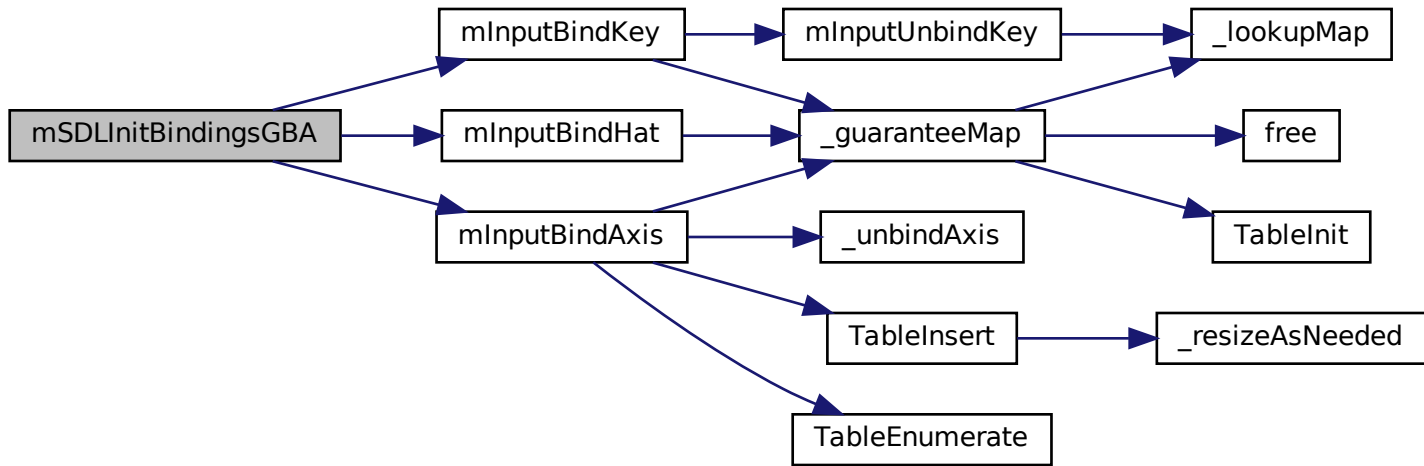 mInputBindKey
mInputUnbindKey
_lookupMap
mSDLInitBindingsGBA
mInputBindHat
_guaranteeMap
free
mInputBindAxis
_unbindAxis
TableInit
TableInsert
_resizeAsNeeded
TableEnumerate